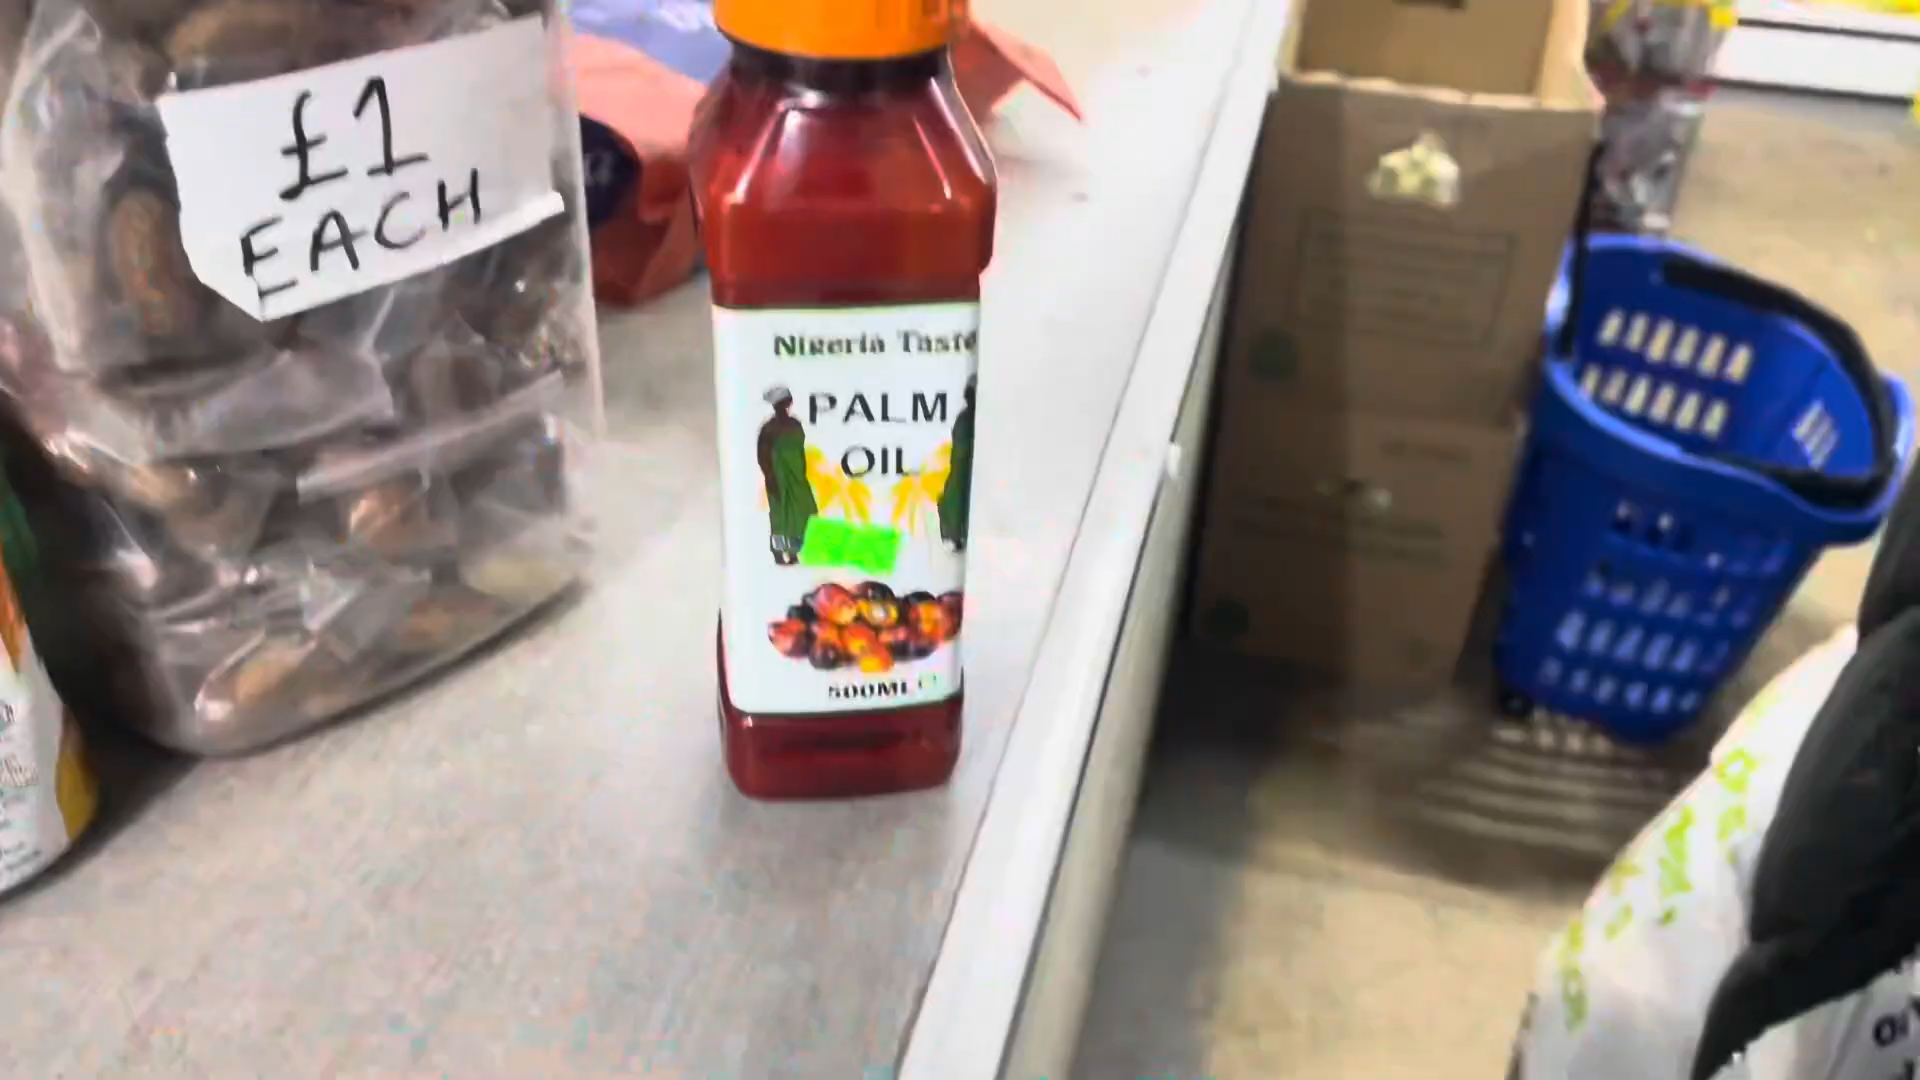 £1
EACH
Nigeria Taste
PALM
OIL
500ML